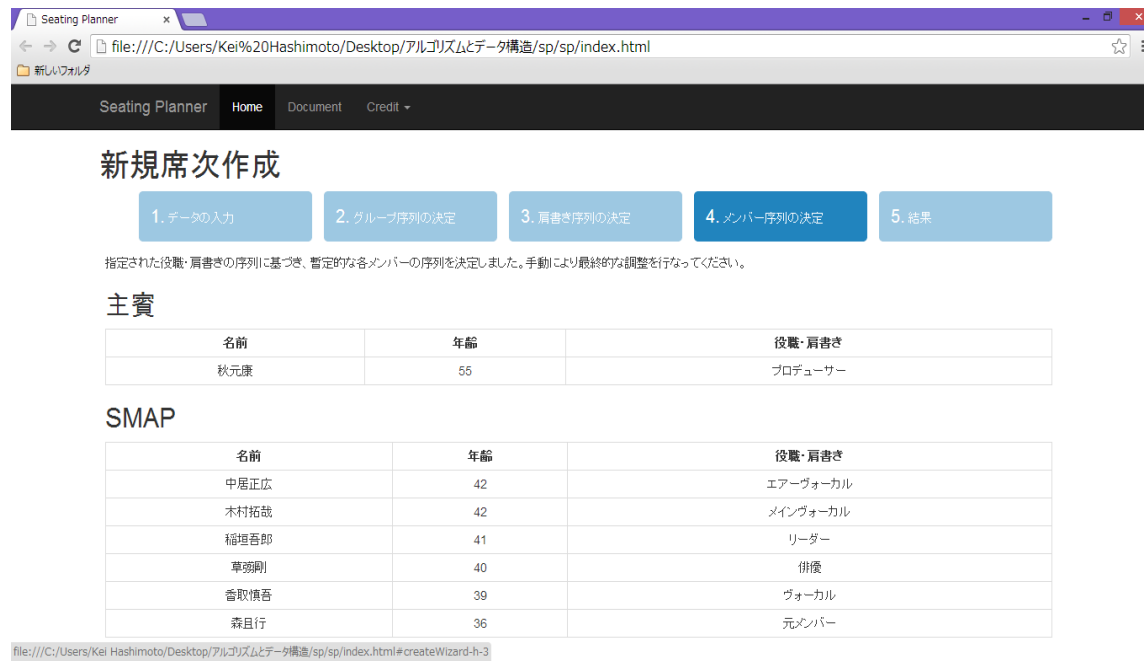 Seating Planner
file:///C:/Users/Kei%20Hashimoto/Desktop/アルゴリズムとデータ構造/sp/sp/index.html
新しいフォルダ
Seating Planner Home Document Credit
新規席次作成
1. データの入力 2. グループ序列の決定 3. 肩書き序列の決定 4. メンバー序列の決定 5. 結果
指定された役職・肩書きの序列に基づき、暫定的な各メンバーの序列を決定しました。手動により最終的な調整を行なってください。
主賓
名前 年齢 役職・肩書き
秋元康 55 プロデューサー
SMAP
名前 年齢 役職・肩書き
中居正広 42 エアーヴォーカル
木村拓哉 42 メインヴォーカル
稲垣吾郎 41 リーダー
草彅剛 40 俳優
香取慎吾 39 ヴォーカル
森且行 36 元メンバー
file:///C:/Users/Kei Hashimoto/Desktop/アルゴリズムとデータ構造/sp/sp/index.html#createWizard-h-3